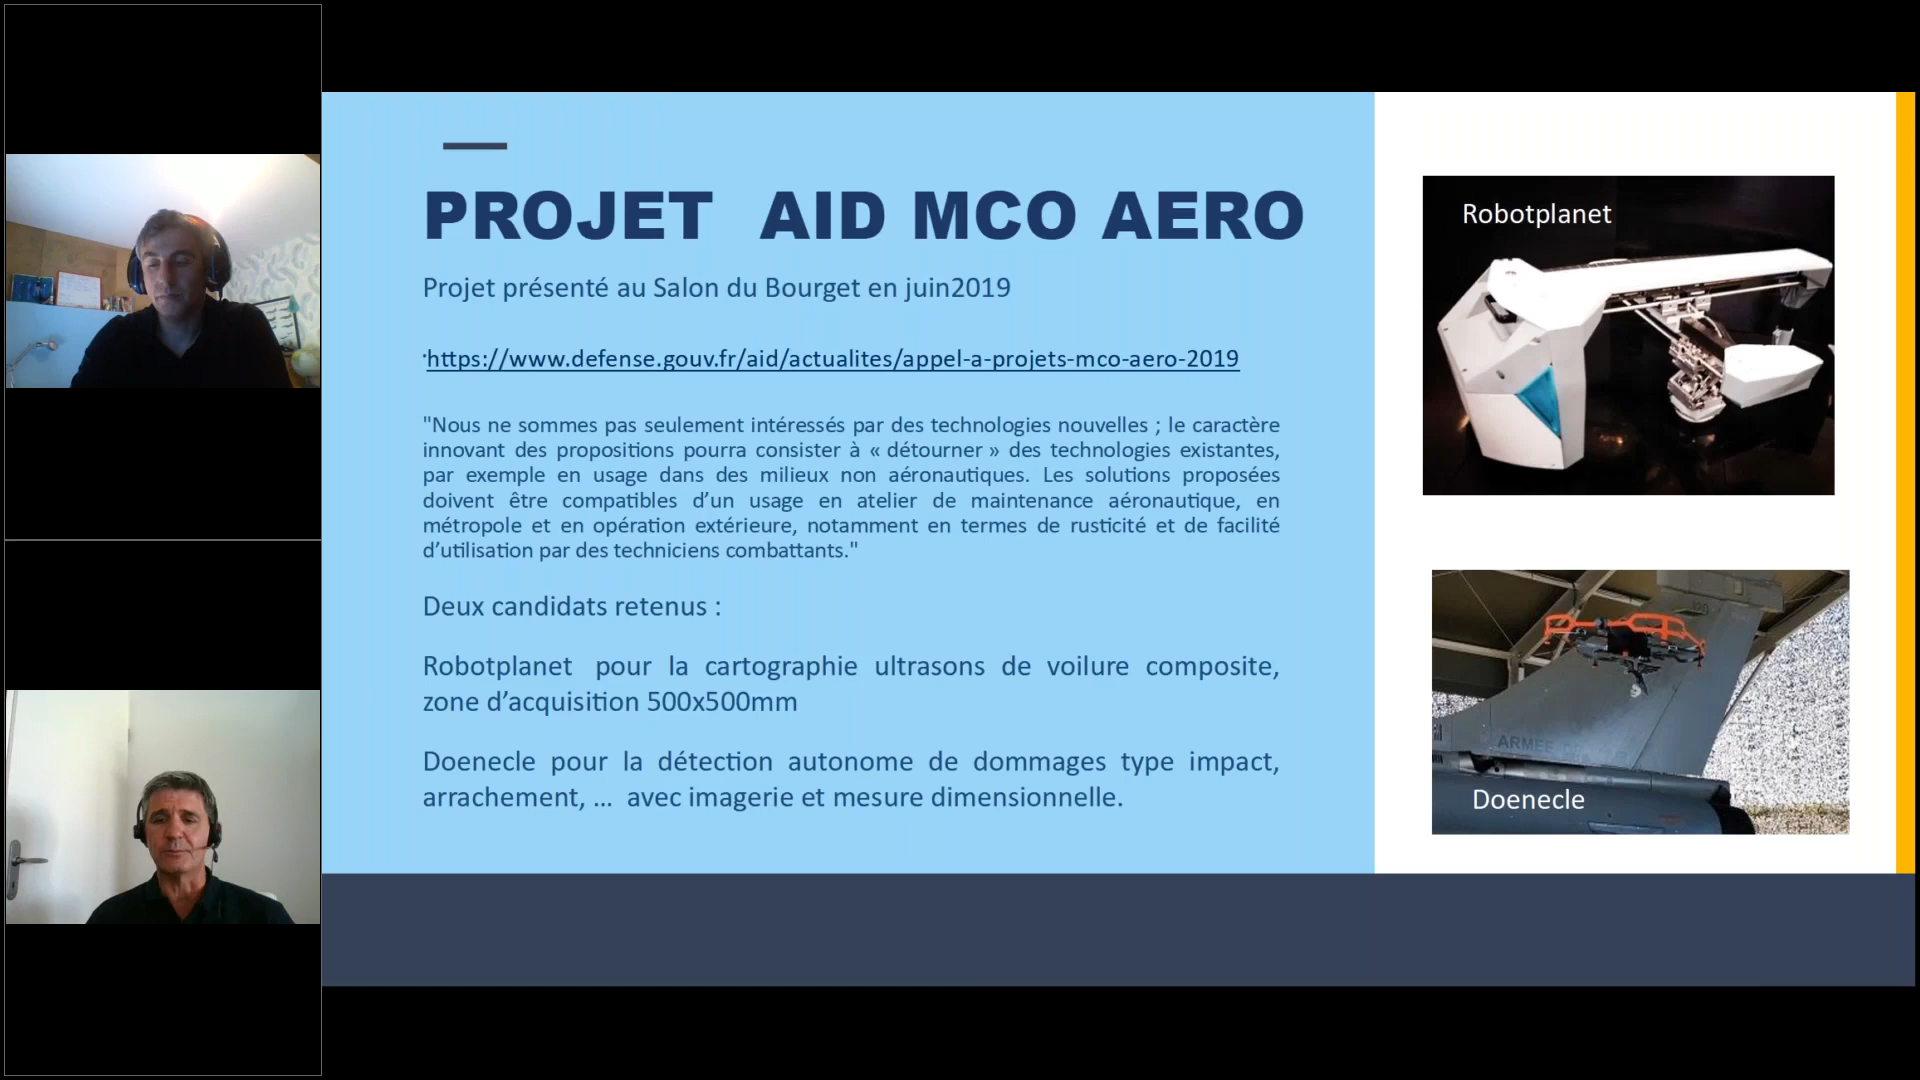 PROJET AID MCO AERO
Projet présenté au Salon du Bourget en juin2019
https://www.defense.gouv.fr/aid/actualites/appel-a-projets-mco-aero-2019
"Nous ne sommes pas seulement intéressés par des technologies nouvelles ; le caractère
innovant des propositions pourra consister à « détourner » des technologies existantes,
par exemple en usage dans des milieux non aéronautiques. Les solutions proposées
doivent être compatibles d’un usage en atelier de maintenance aéronautique, en
métropole et en opération extérieure, notamment en termes de rusticité et de facilité
d’utilisation par des techniciens combattants."
Deux candidats retenus :
Robotplanet pour la cartographie ultrasons de voilure composite,
zone d’acquisition 500x500mm
Doenecle pour la détection autonome de dommages type impact,
arrachement, … avec imagerie et mesure dimensionnelle.
Robotplanet
ARMEE
Doenecle